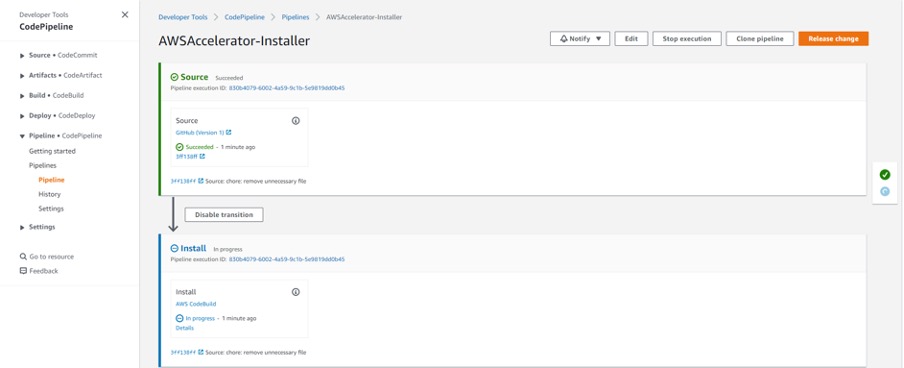 Developer Tools
CodePipeline
Source • CodeCommit
Artifacts • CodeArtifact
Build • CodeBuild
Deploy • CodeDeploy
Pipeline • CodePipeline
Getting started
Pipelines
Pipeline
History
Settings
Settings
Go to resource
Feedback
Developer Tools > CodePipeline > Pipelines > AWSAccelerator-Installer
AWSAccelerator-Installer
Notify Edit Stop execution Clone pipeline Release change
Source Succeeded
Pipeline execution ID: 830b4079-6002-4a59-9c1b-5e9819dd0b45
Source
GitHub (Version 1)
Succeeded - 1 minute ago
3ff138ff
3ff138ff Source: chore: remove unnecessary file
Disable transition
Install In progress
Pipeline execution ID: 830b4079-6002-4a59-9c1b-5e9819dd0b45
Install
AWS CodeBuild
In progress - 1 minute ago
Details
3ff138ff Source: chore: remove unnecessary file